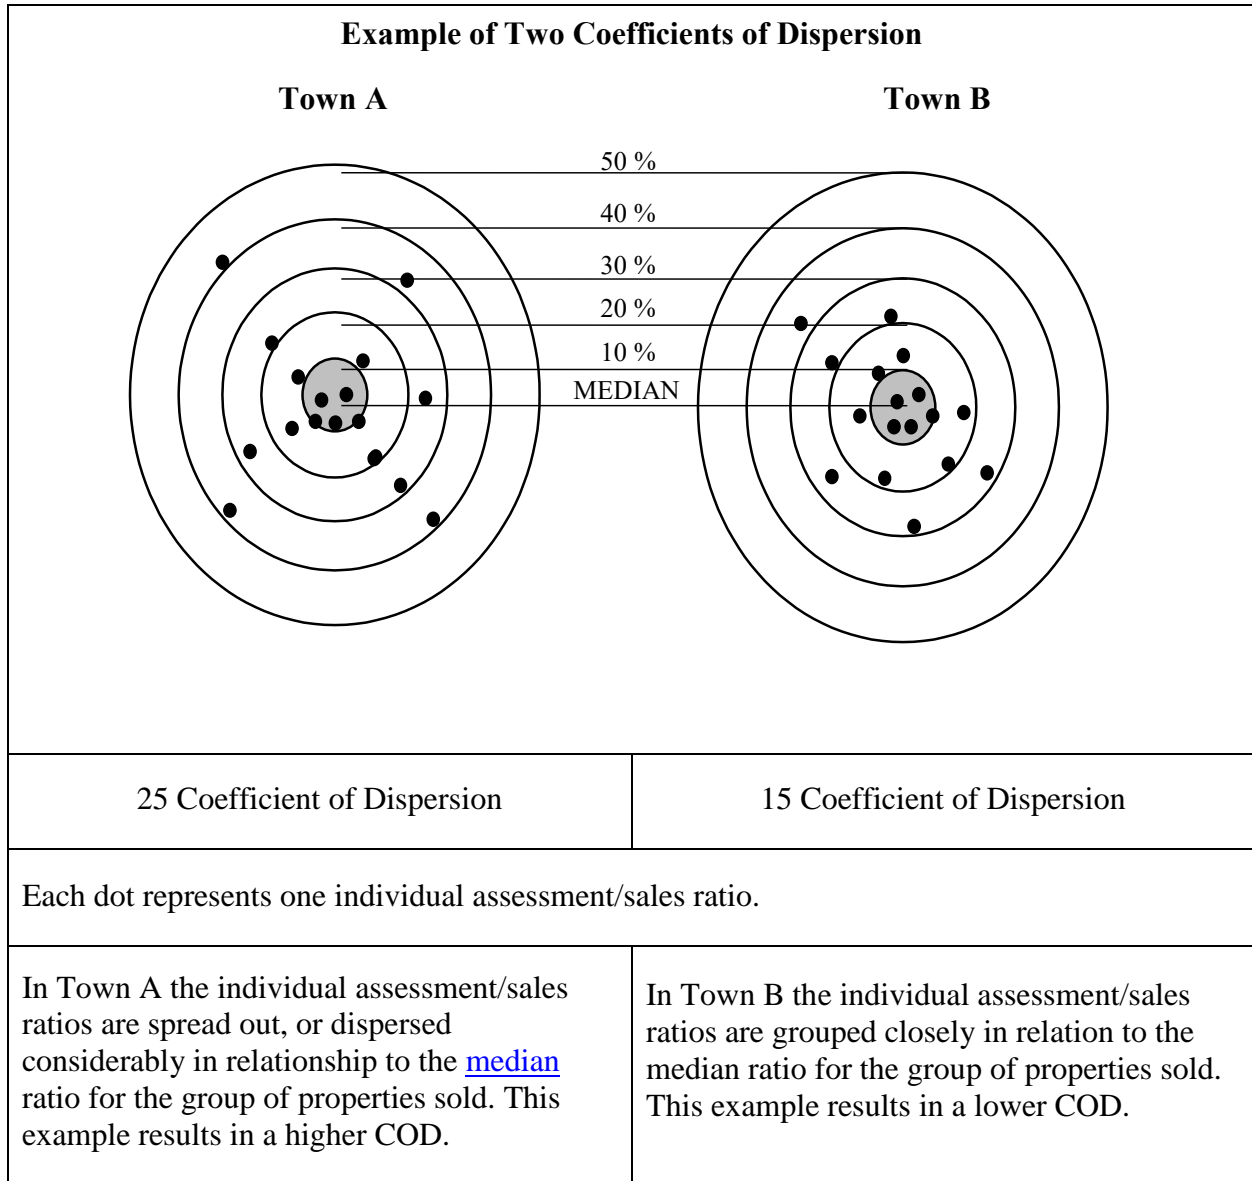 Example of Two Coefficients of Dispersion
Town A
Town B
50 %
40 %
30 %
20 %
10 %
MEDIAN
25 Coefficient of Dispersion
15 Coefficient of Dispersion
Each dot represents one individual assessment/sales ratio.
In Town A the individual assessment/sales
ratios are spread out, or dispersed
considerably in relationship to the median
ratio for the group of properties sold. This
example results in a higher COD.
In Town B the individual assessment/sales
ratios are grouped closely in relation to the
median ratio for the group of properties sold.
This example results in a lower COD.